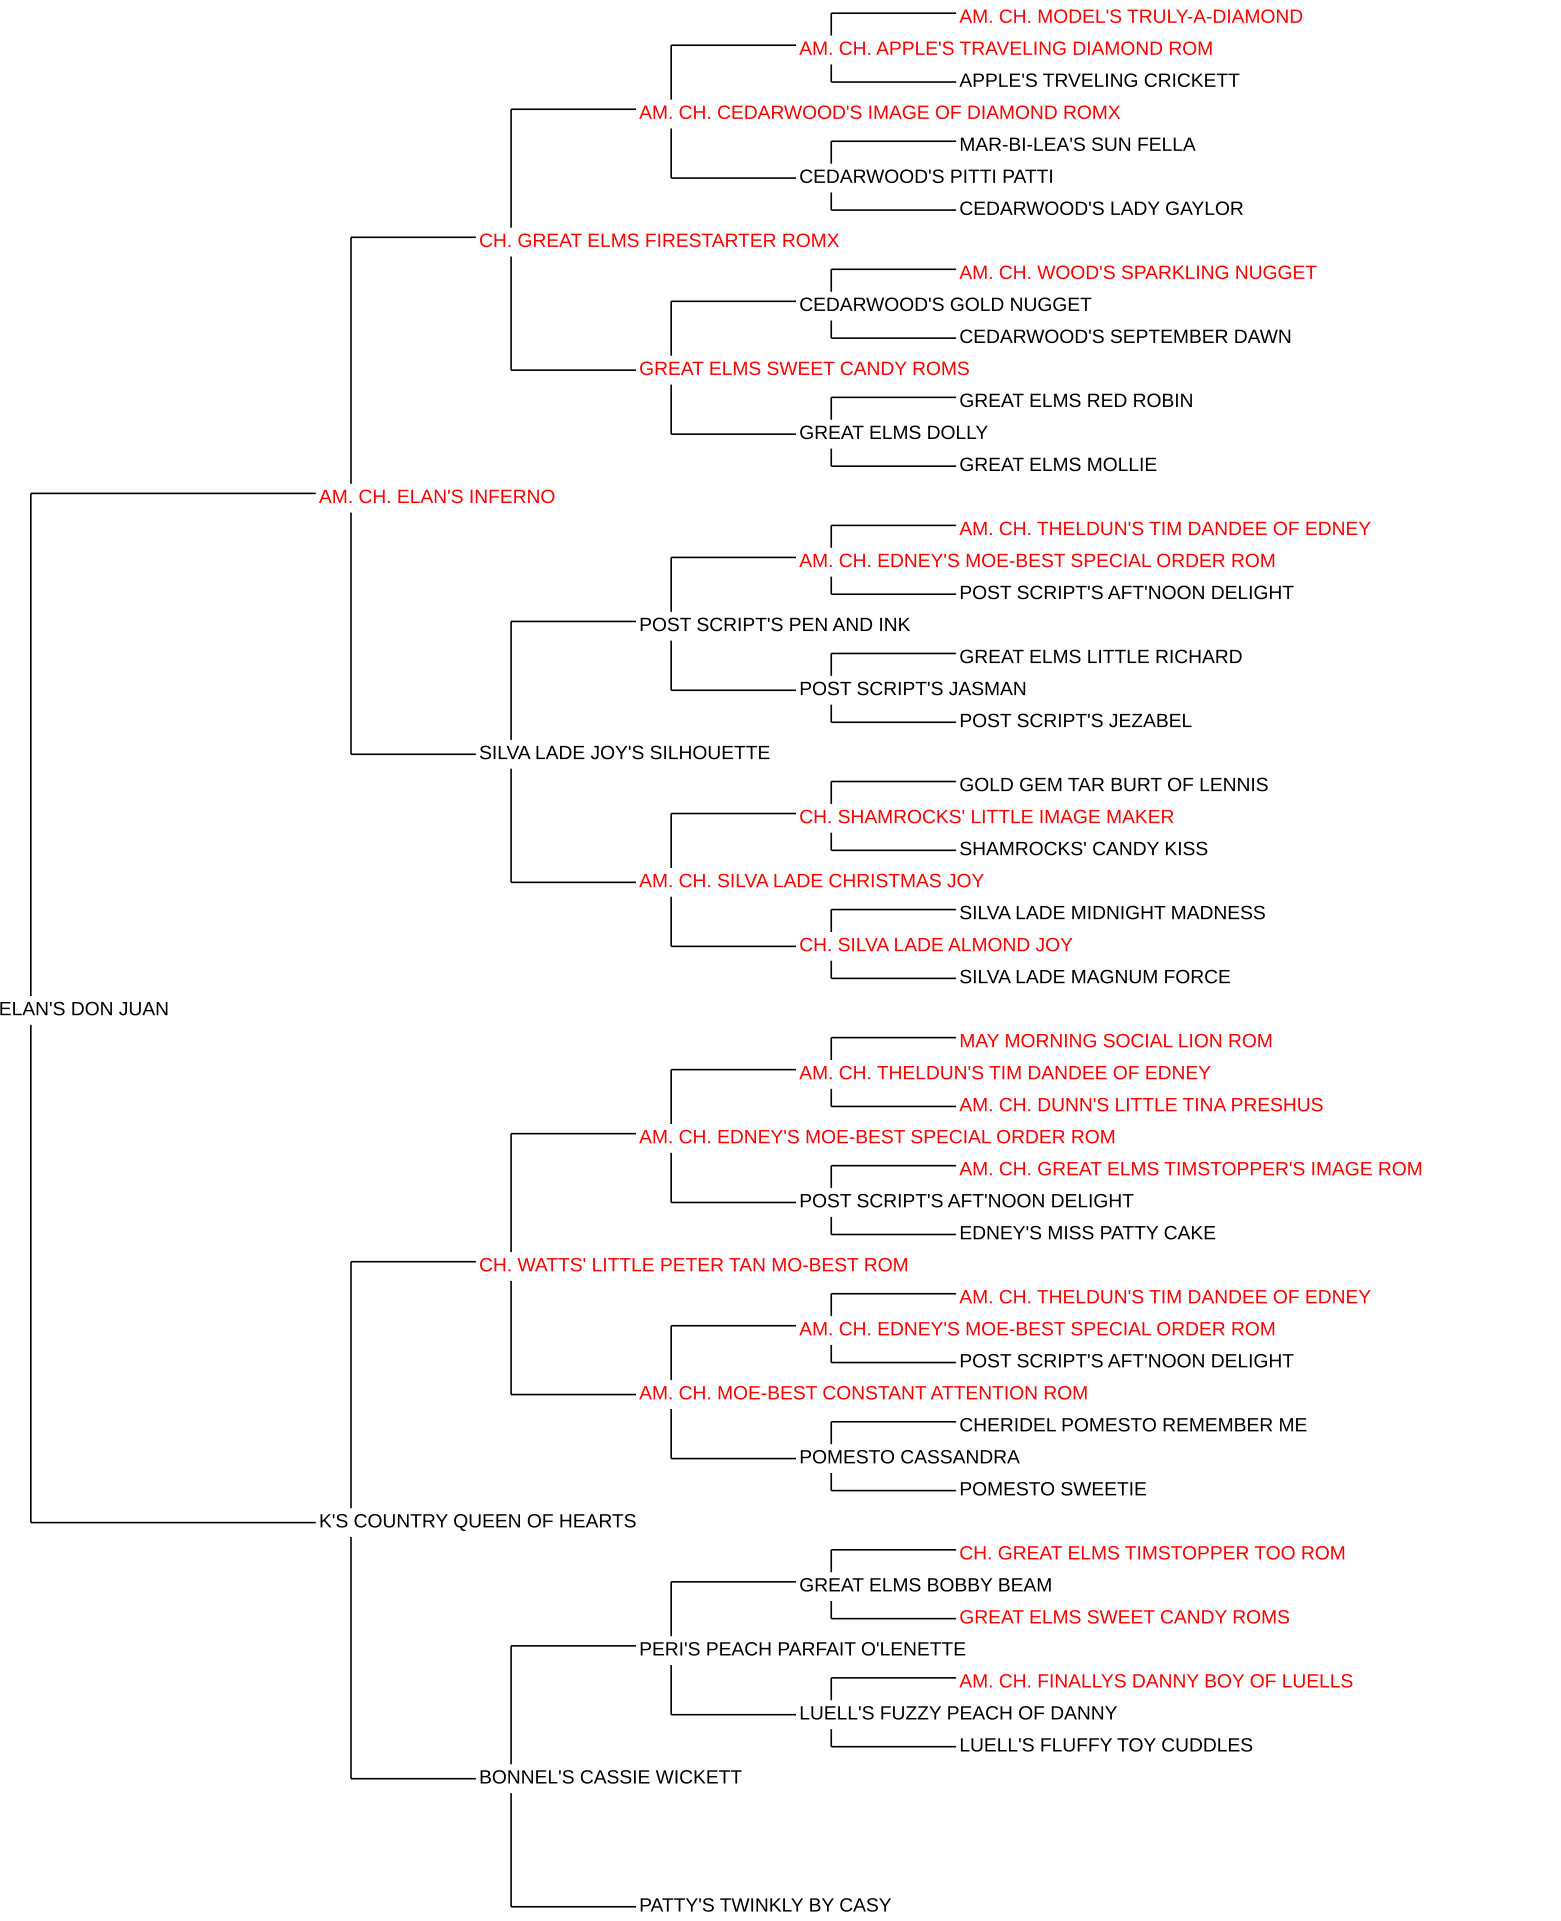 AM. CH. MODEL'S TRULY-A-DIAMOND
AM. CH. APPLE'S TRAVELING DIAMOND ROM
APPLE'S TRVELING CRICKETT
AM. CH. CEDARWOOD'S IMAGE OF DIAMOND ROMX
MAR-BI-LEA'S SUN FELLA
CEDARWOOD'S PITTI PATTI
CEDARWOOD'S LADY GAYLOR
CH. GREAT ELMS FIRESTARTER ROMX
AM. CH. WOOD'S SPARKLING NUGGET
CEDARWOOD'S GOLD NUGGET
CEDARWOOD'S SEPTEMBER DAWN
GREAT ELMS SWEET CANDY ROMS
GREAT ELMS RED ROBIN
GREAT ELMS DOLLY
GREAT ELMS MOLLIE
AM. CH. ELAN'S INFERNO
AM. CH. THELDUN'S TIM DANDEE OF EDNEY
AM. CH. EDNEY'S MOE-BEST SPECIAL ORDER ROM
POST SCRIPT'S AFT'NOON DELIGHT
POST SCRIPT'S PEN AND INK
GREAT ELMS LITTLE RICHARD
POST SCRIPT'S JASMAN
POST SCRIPT'S JEZABEL
SILVA LADE JOY'S SILHOUETTE
GOLD GEM TAR BURT OF LENNIS
CH. SHAMROCKS' LITTLE IMAGE MAKER
SHAMROCKS' CANDY KISS
AM. CH. SILVA LADE CHRISTMAS JOY
SILVA LADE MIDNIGHT MADNESS
CH. SILVA LADE ALMOND JOY
SILVA LADE MAGNUM FORCE
ELAN'S DON JUAN
MAY MORNING SOCIAL LION ROM
AM. CH. THELDUN'S TIM DANDEE OF EDNEY
AM. CH. DUNN'S LITTLE TINA PRESHUS
AM. CH. EDNEY'S MOE-BEST SPECIAL ORDER ROM
AM. CH. GREAT ELMS TIMSTOPPER'S IMAGE ROM
POST SCRIPT'S AFT'NOON DELIGHT
EDNEY'S MISS PATTY CAKE
CH. WATTS' LITTLE PETER TAN MO-BEST ROM
AM. CH. THELDUN'S TIM DANDEE OF EDNEY
AM. CH. EDNEY'S MOE-BEST SPECIAL ORDER ROM
POST SCRIPT'S AFT'NOON DELIGHT
AM. CH. MOE-BEST CONSTANT ATTENTION ROM
CHERIDEL POMESTO REMEMBER ME
POMESTO CASSANDRA
POMESTO SWEETIE
K'S COUNTRY QUEEN OF HEARTS
CH. GREAT ELMS TIMSTOPPER TOO ROM
GREAT ELMS BOBBY BEAM
GREAT ELMS SWEET CANDY ROMS
PERI'S PEACH PARFAIT O'LENETTE
AM. CH. FINALLYS DANNY BOY OF LUELLS
LUELL'S FUZZY PEACH OF DANNY
LUELL'S FLUFFY TOY CUDDLES
BONNEL'S CASSIE WICKETT
PATTY'S TWINKLY BY CASY